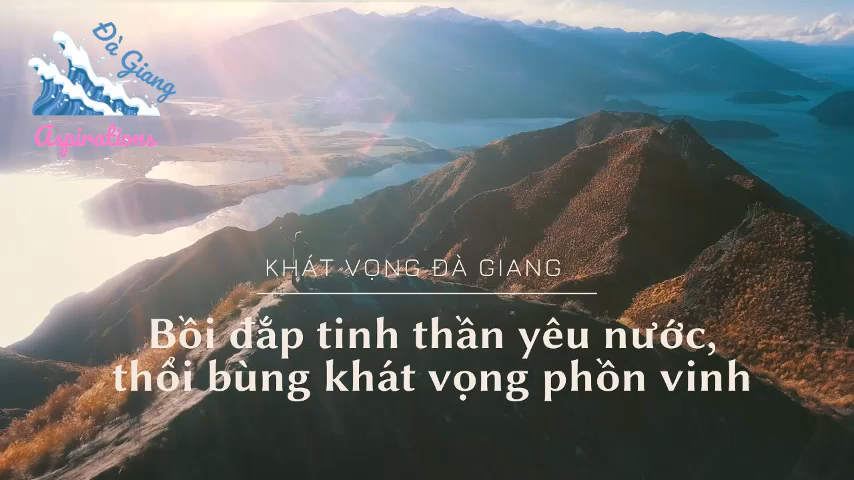 Đà Giang
Aspirations
KHÁT VỌNG ĐÀ GIANG
Bồi đắp tinh thần yêu nước,
thổi bùng khát vọng phồn vinh